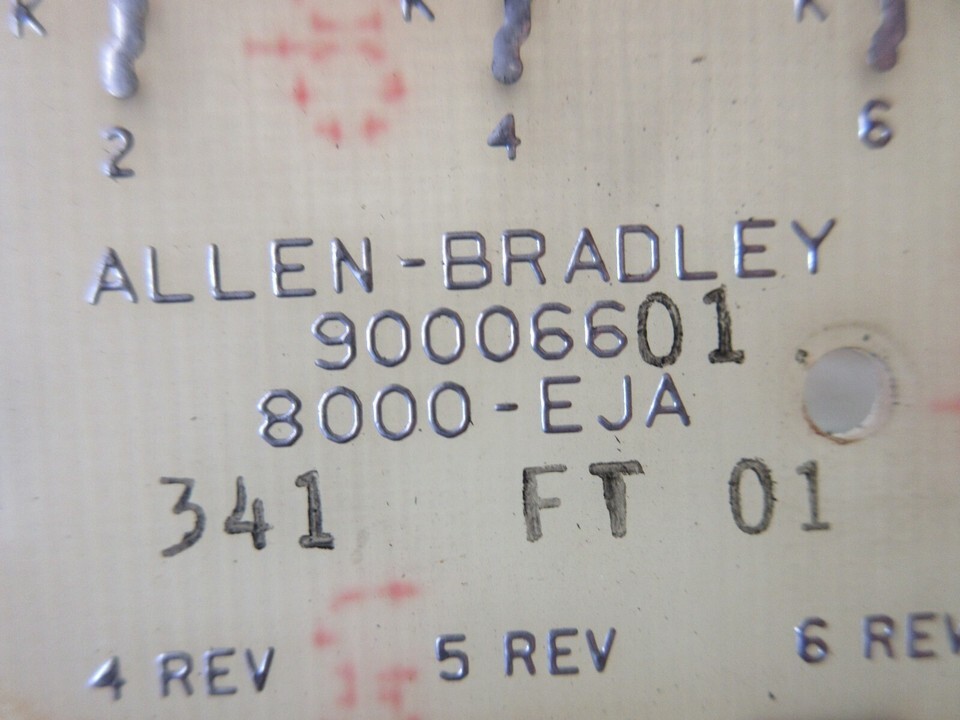 K K K
2 4 6
ALLEN-BRADLEY
90006601
8000-EJA
341 FT 01
4 REV 5 REV 6 REV